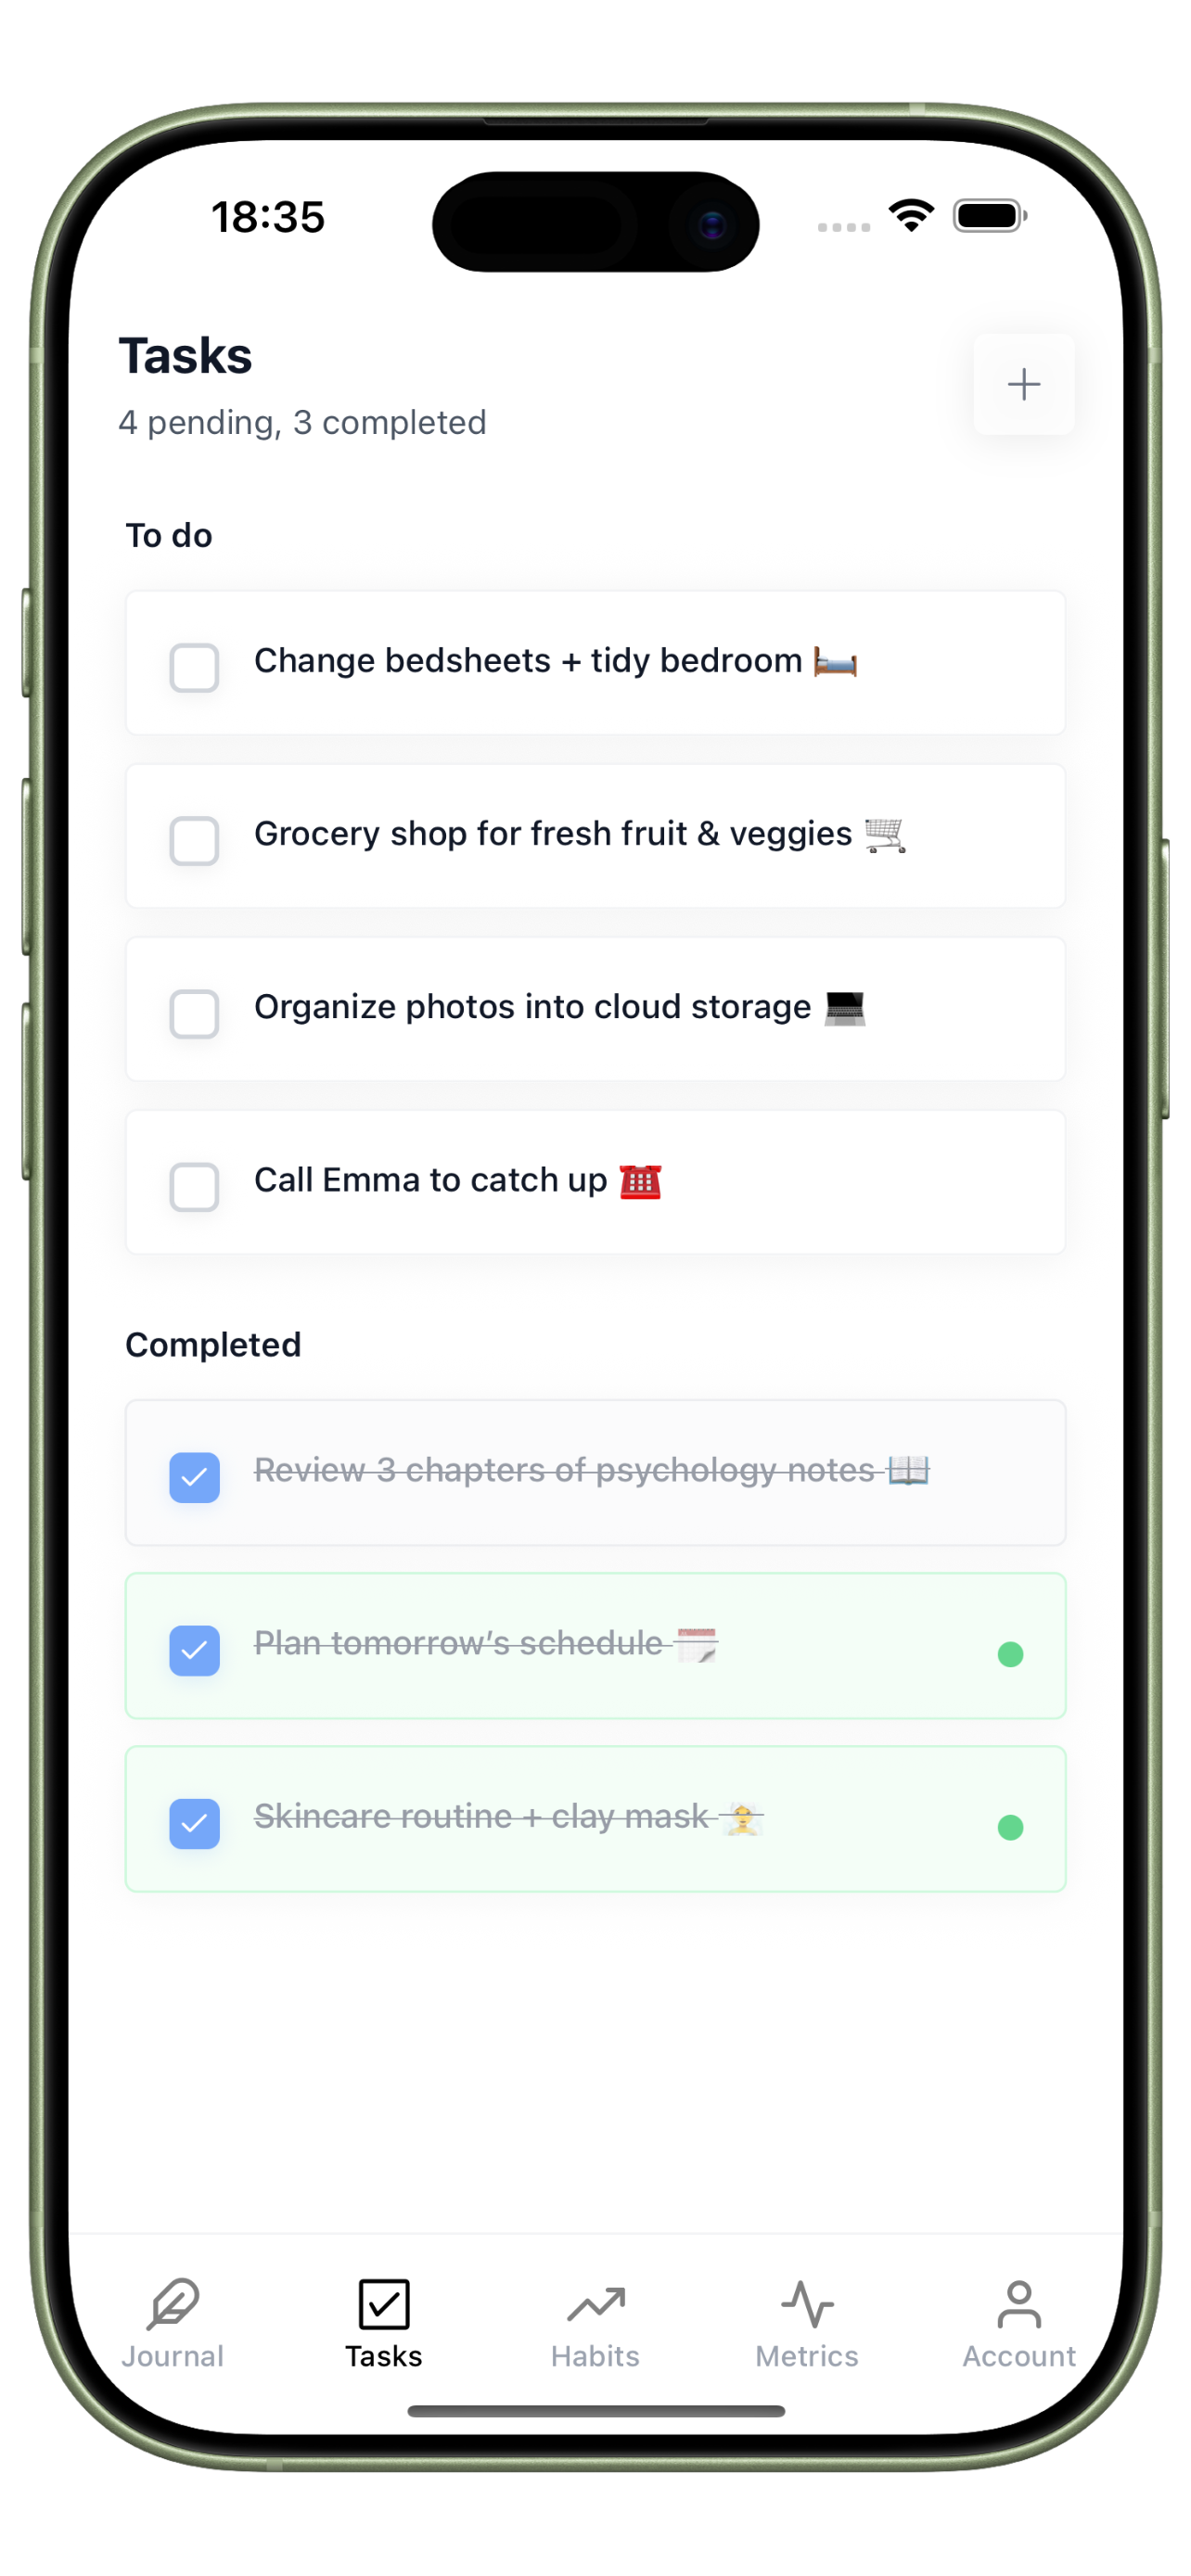 18:35
Tasks
4 pending, 3 completed
To do
Change bedsheets + tidy bedroom 🛏️
Grocery shop for fresh fruit & veggies 🛒
Organize photos into cloud storage 💻
Call Emma to catch up ☎️
Completed
Review 3 chapters of psychology notes 📖
Plan tomorrow’s schedule 🗓️
Skincare routine + clay mask 🧖
Journal Tasks Habits Metrics Account